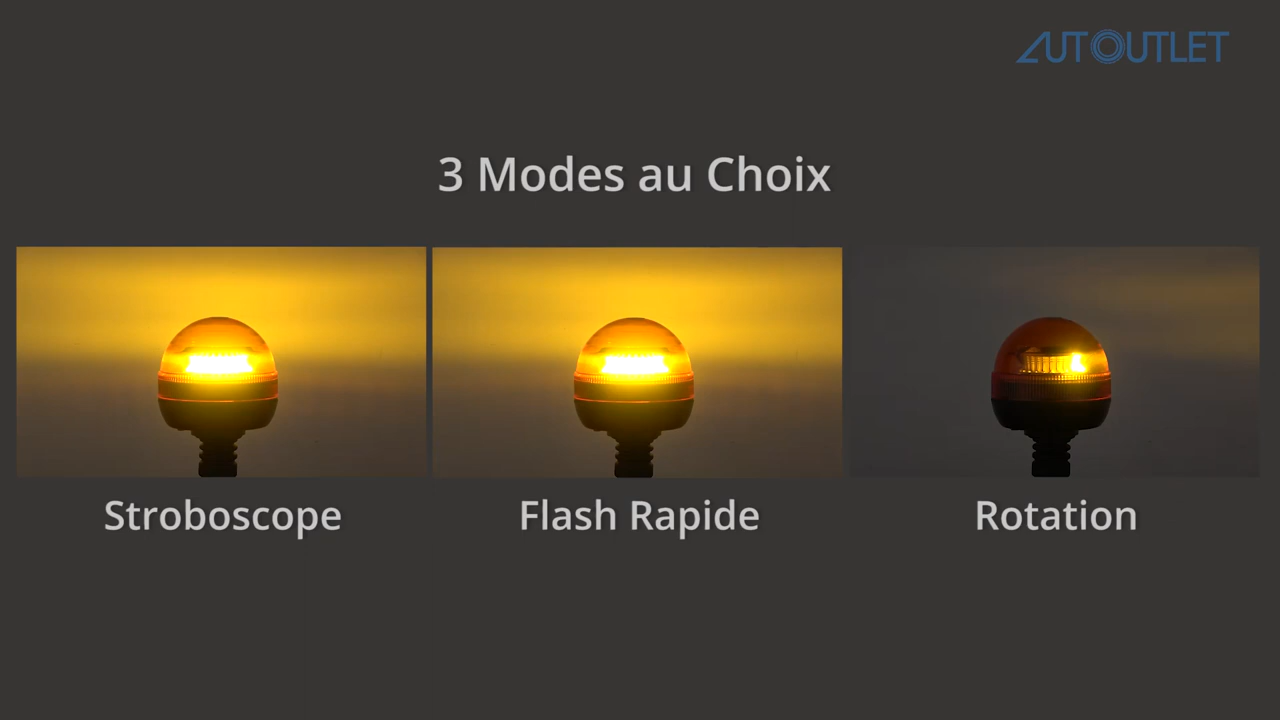 AUTOUTLET
3 Modes au Choix
Stroboscope
Flash Rapide
Rotation